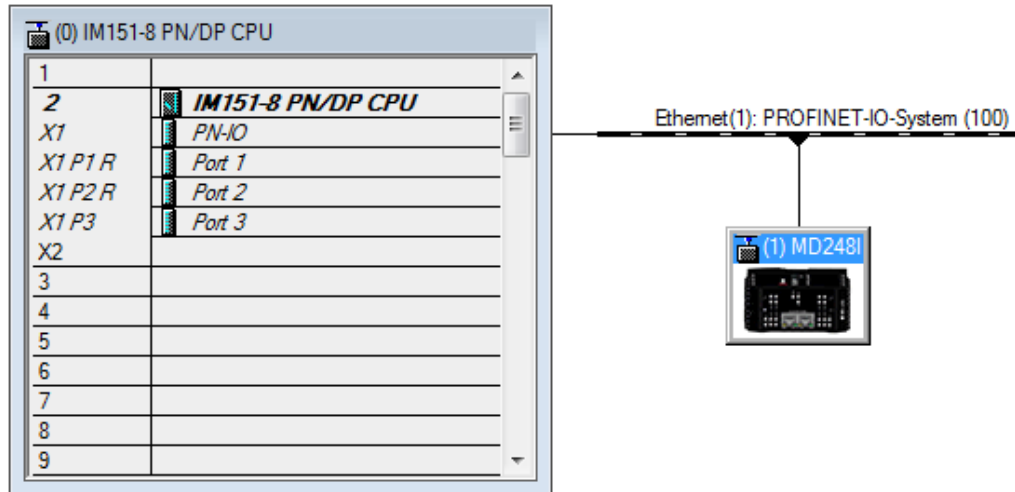 (0) IM151-8 PN/DP CPU
1
2 IM151-8 PN/DP CPU
X1 PN-IO
X1 P1 R Port 1
X1 P2 R Port 2
X1 P3 Port 3
X2
3
4
5
6
7
8
9
Ethernet(1): PROFINET-IO-System (100)
(1) MD248I